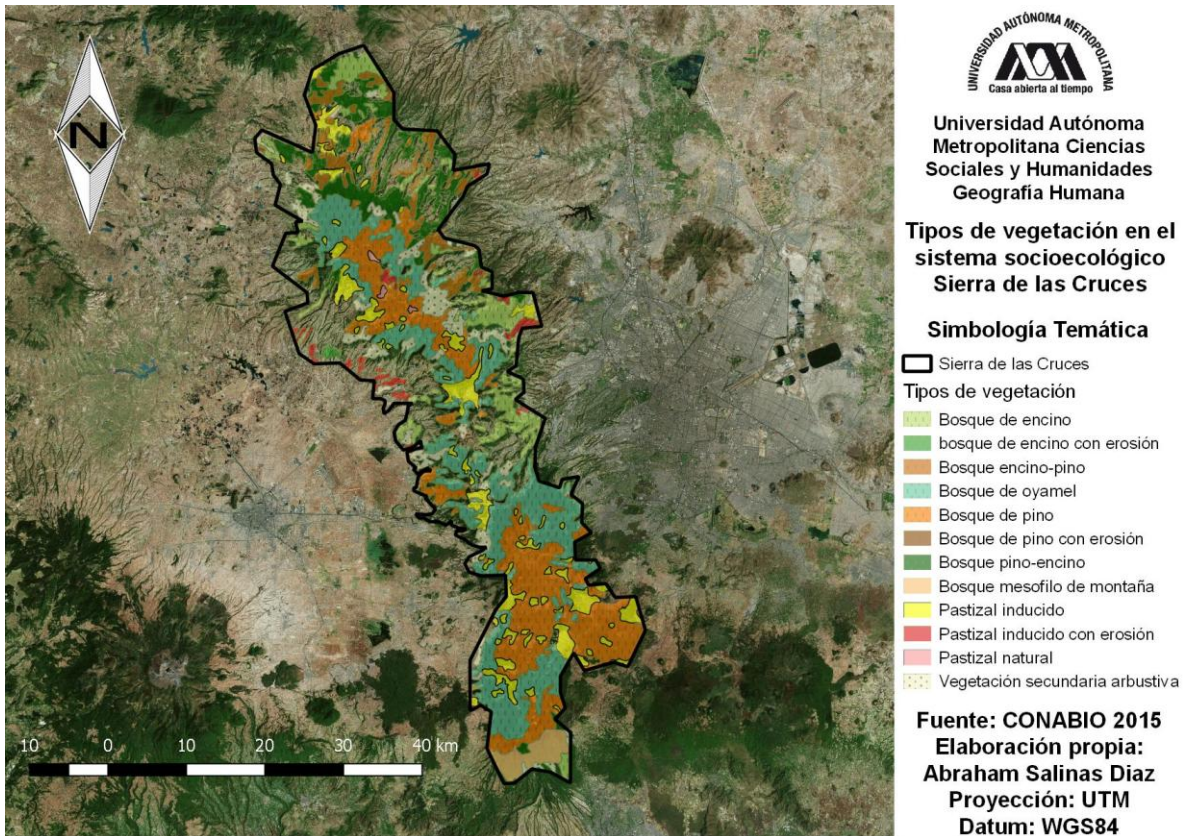 N
10 0 10 20 30 40 km
UNIVERSIDAD AUTÓNOMA METROPOLITANA
Casa abierta al tiempo
Universidad Autónoma
Metropolitana Ciencias
Sociales y Humanidades
Geografía Humana
Tipos de vegetación en el
sistema socioecológico
Sierra de las Cruces
Simbología Temática
Sierra de las Cruces
Tipos de vegetación
Bosque de encino
bosque de encino con erosión
Bosque encino-pino
Bosque de oyamel
Bosque de pino
Bosque de pino con erosión
Bosque pino-encino
Bosque mesofilo de montaña
Pastizal inducido
Pastizal inducido con erosión
Pastizal natural
Vegetación secundaria arbustiva
Fuente: CONABIO 2015
Elaboración propia:
Abraham Salinas Diaz
Proyección: UTM
Datum: WGS84